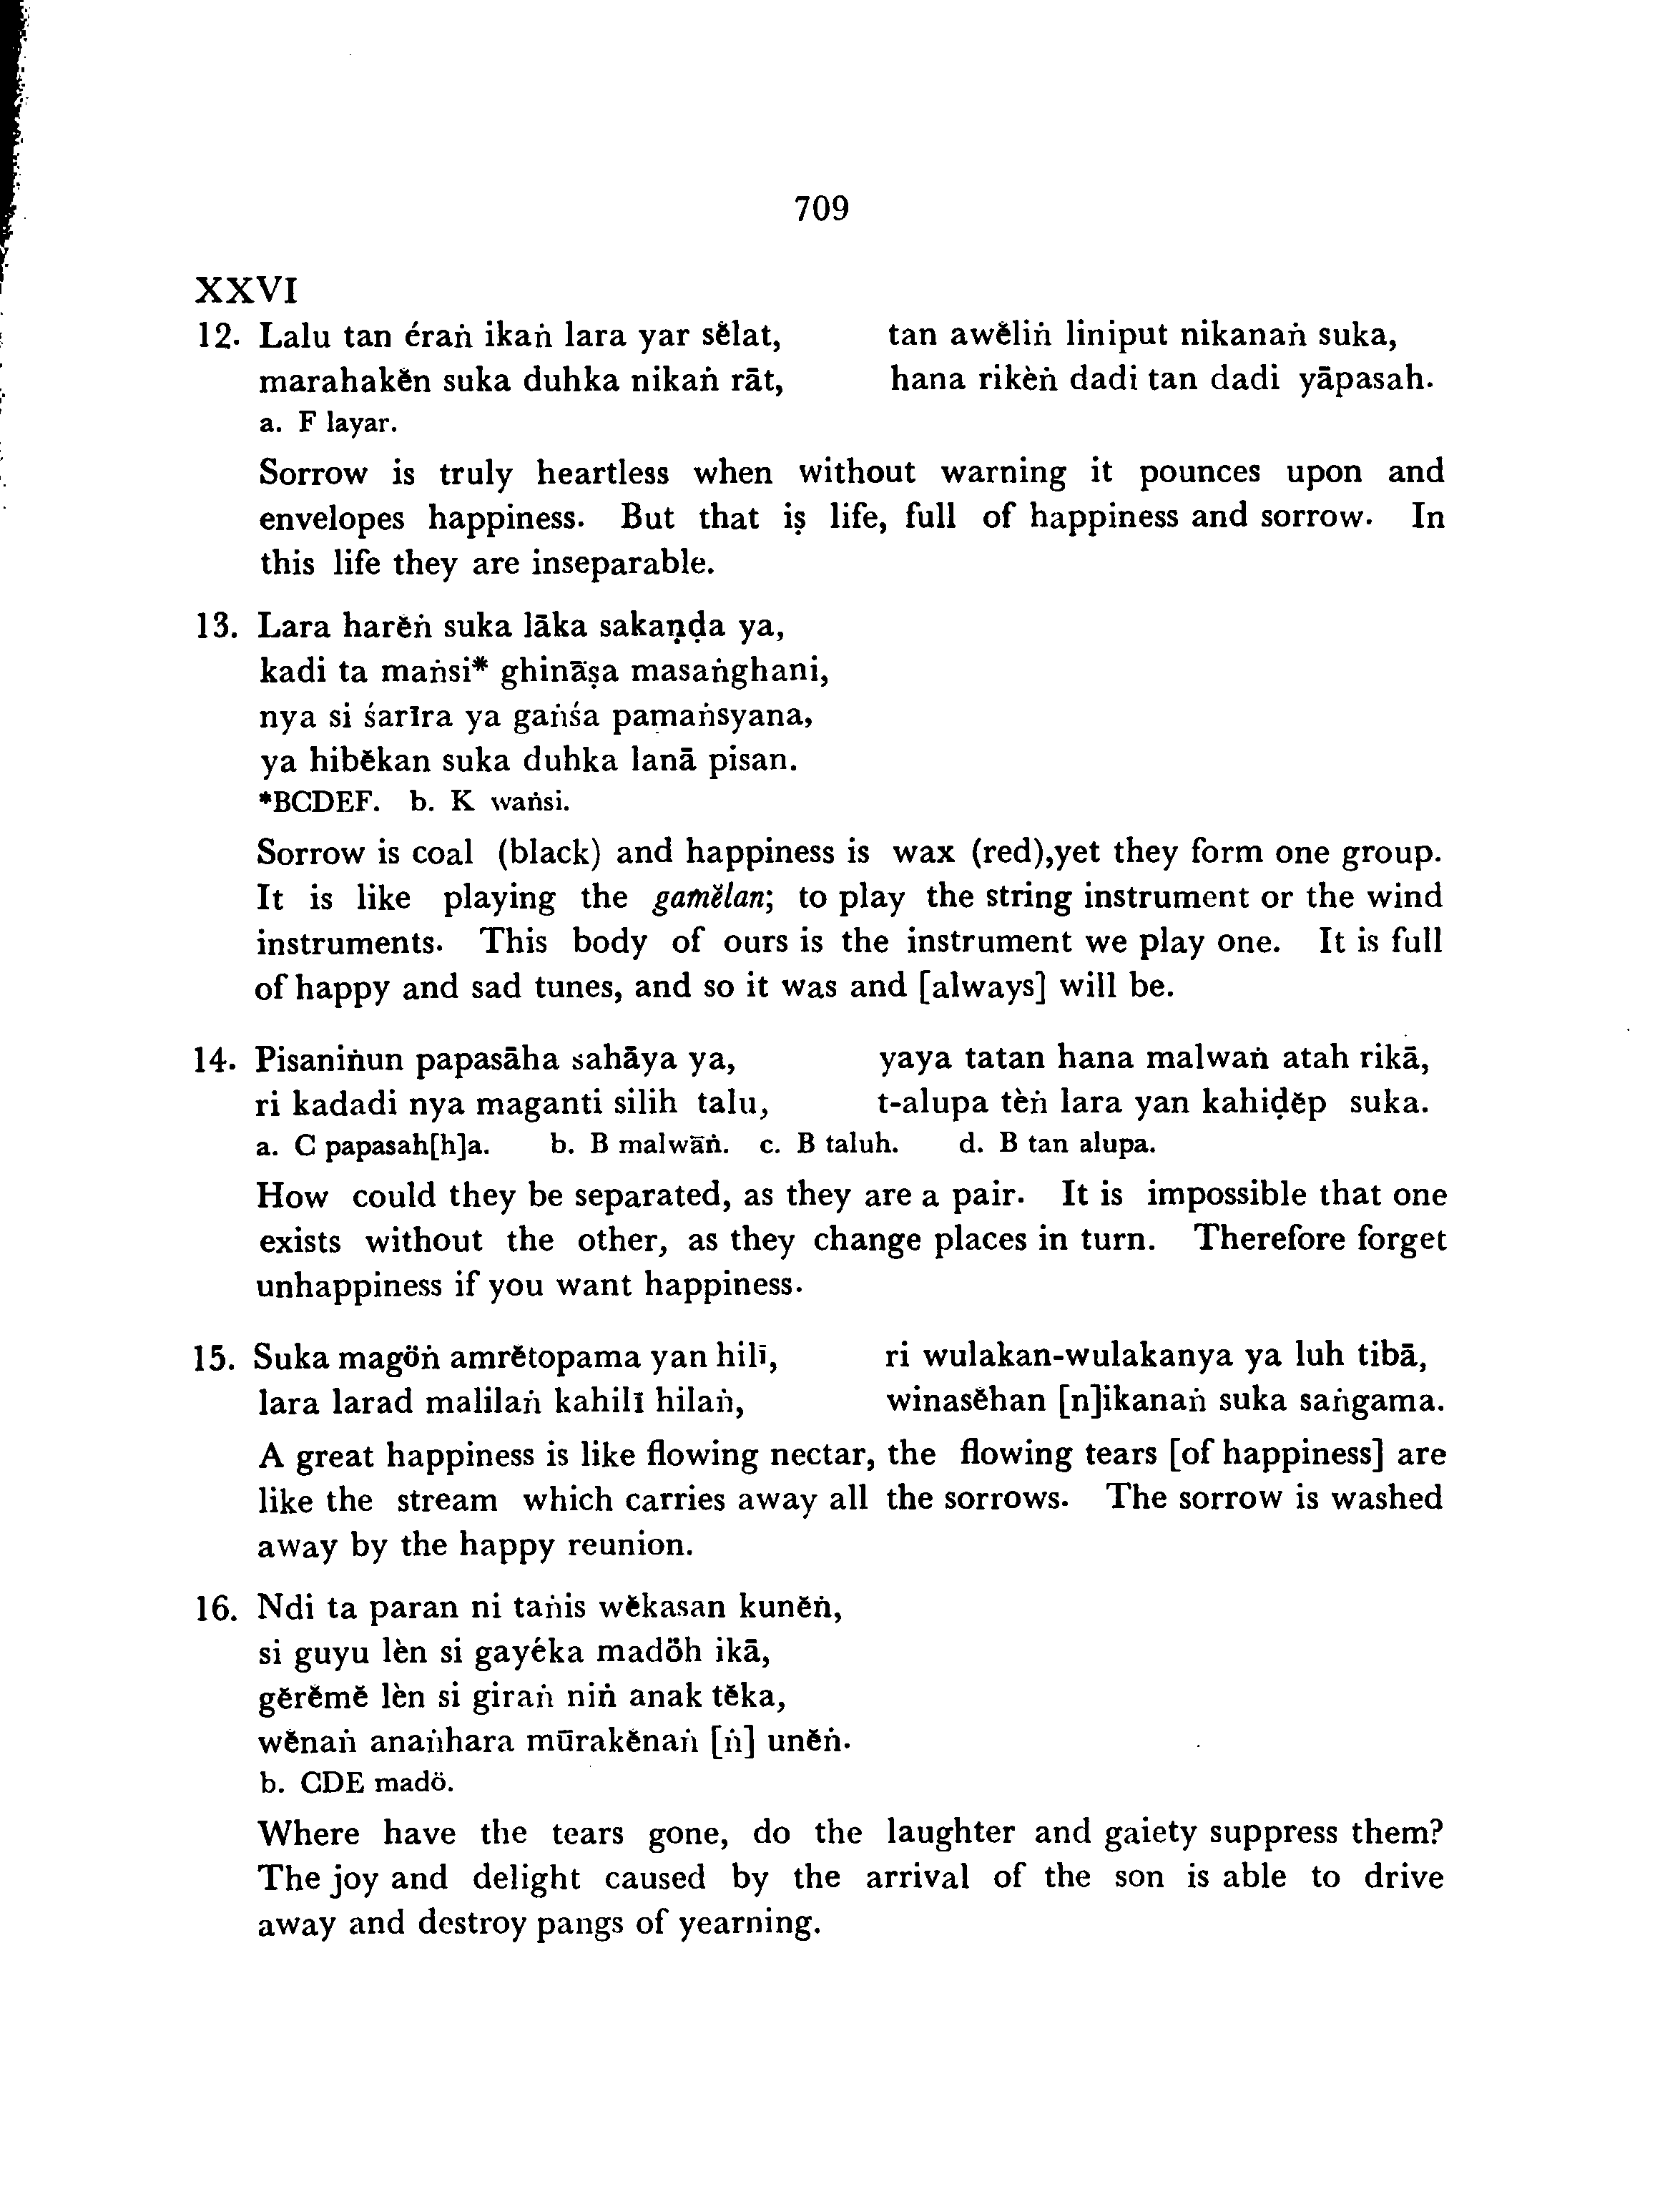 709
XXVI
12. Lalu tan éraṅ ikaṅ lara yar sĕlat, tan awĕliṅ liniput nikanaṅ suka,
marahakĕn suka duhka nikaṅ rāt, hana rikèṅ dadi tan dadi yāpasah.
a. F layar.
Sorrow is truly heartless when without warning it pounces upon and
envelopes happiness. But that iṣ life, full of happiness and sorrow. In
this life they are inseparable.
13. Lara harĕṅ suka lāka sakaṇḍa ya,
kadi ta maṅsi* ghināṣa masaṅghani,
nya si śarīra ya gaṅśa pamaṅsyana,
ya hibĕkan suka duhka lanā pisan.
*BCDEF. b. K waṅsi.
Sorrow is coal (black) and happiness is wax (red),yet they form one group.
It is like playing the gamĕlan; to play the string instrument or the wind
instruments. This body of ours is the instrument we play one. It is full
of happy and sad tunes, and so it was and [always] will be.
14. Pisaniṅun papasāha sahāya ya, yaya tatan hana malwaṅ atah rikā,
ri kadadi nya maganti silih talu, t-alupa tèṅ lara yan kahiḍĕp suka.
a. C papasah[h]a. b. B malwāṅ. c. B taluh. d. B tan alupa.
How could they be separated, as they are a pair. It is impossible that one
exists without the other, as they change places in turn. Therefore forget
unhappiness if you want happiness.
15. Suka magöṅ amrĕtopama yan hilī, ri wulakan-wulakanya ya luh tibā,
lara larad malilaṅ kahilī hilaṅ, winasĕhan [n]ikanaṅ suka saṅgama.
A great happiness is like flowing nectar, the flowing tears [of happiness] are
like the stream which carries away all the sorrows. The sorrow is washed
away by the happy reunion.
16. Ndi ta paran ni taṅis wĕkasan kunĕṅ,
si guyu lèn si gayéka madöh ikā,
gĕrĕmĕ lèn si giraṅ niṅ anak tĕka,
wĕnaṅ anaṅhara mūrakĕnaṅ [ṅ] unĕṅ.
b. CDE madö.
Where have the tears gone, do the laughter and gaiety suppress them?
The joy and delight caused by the arrival of the son is able to drive
away and destroy pangs of yearning.